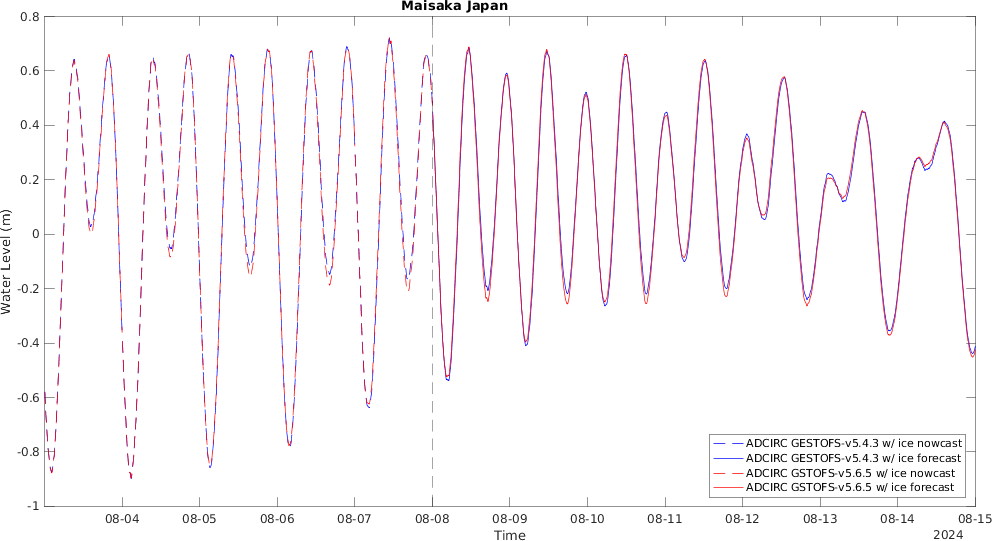 Maisaka Japan
0.8
0.6
0.4
0.2
0
-0.2
-0.4
-0.6
-0.8
-1
Water Level (m)
ADCIRC GESTOFS-v5.4.3 w/ ice nowcast
ADCIRC GESTOFS-v5.4.3 w/ ice forecast
ADCIRC GSTOFS-v5.6.5 w/ ice nowcast
ADCIRC GSTOFS-v5.6.5 w/ ice forecast
08-04 08-05 08-06 08-07 08-08 08-09 08-10 08-11 08-12 08-13 08-14 08-15
Time
2024